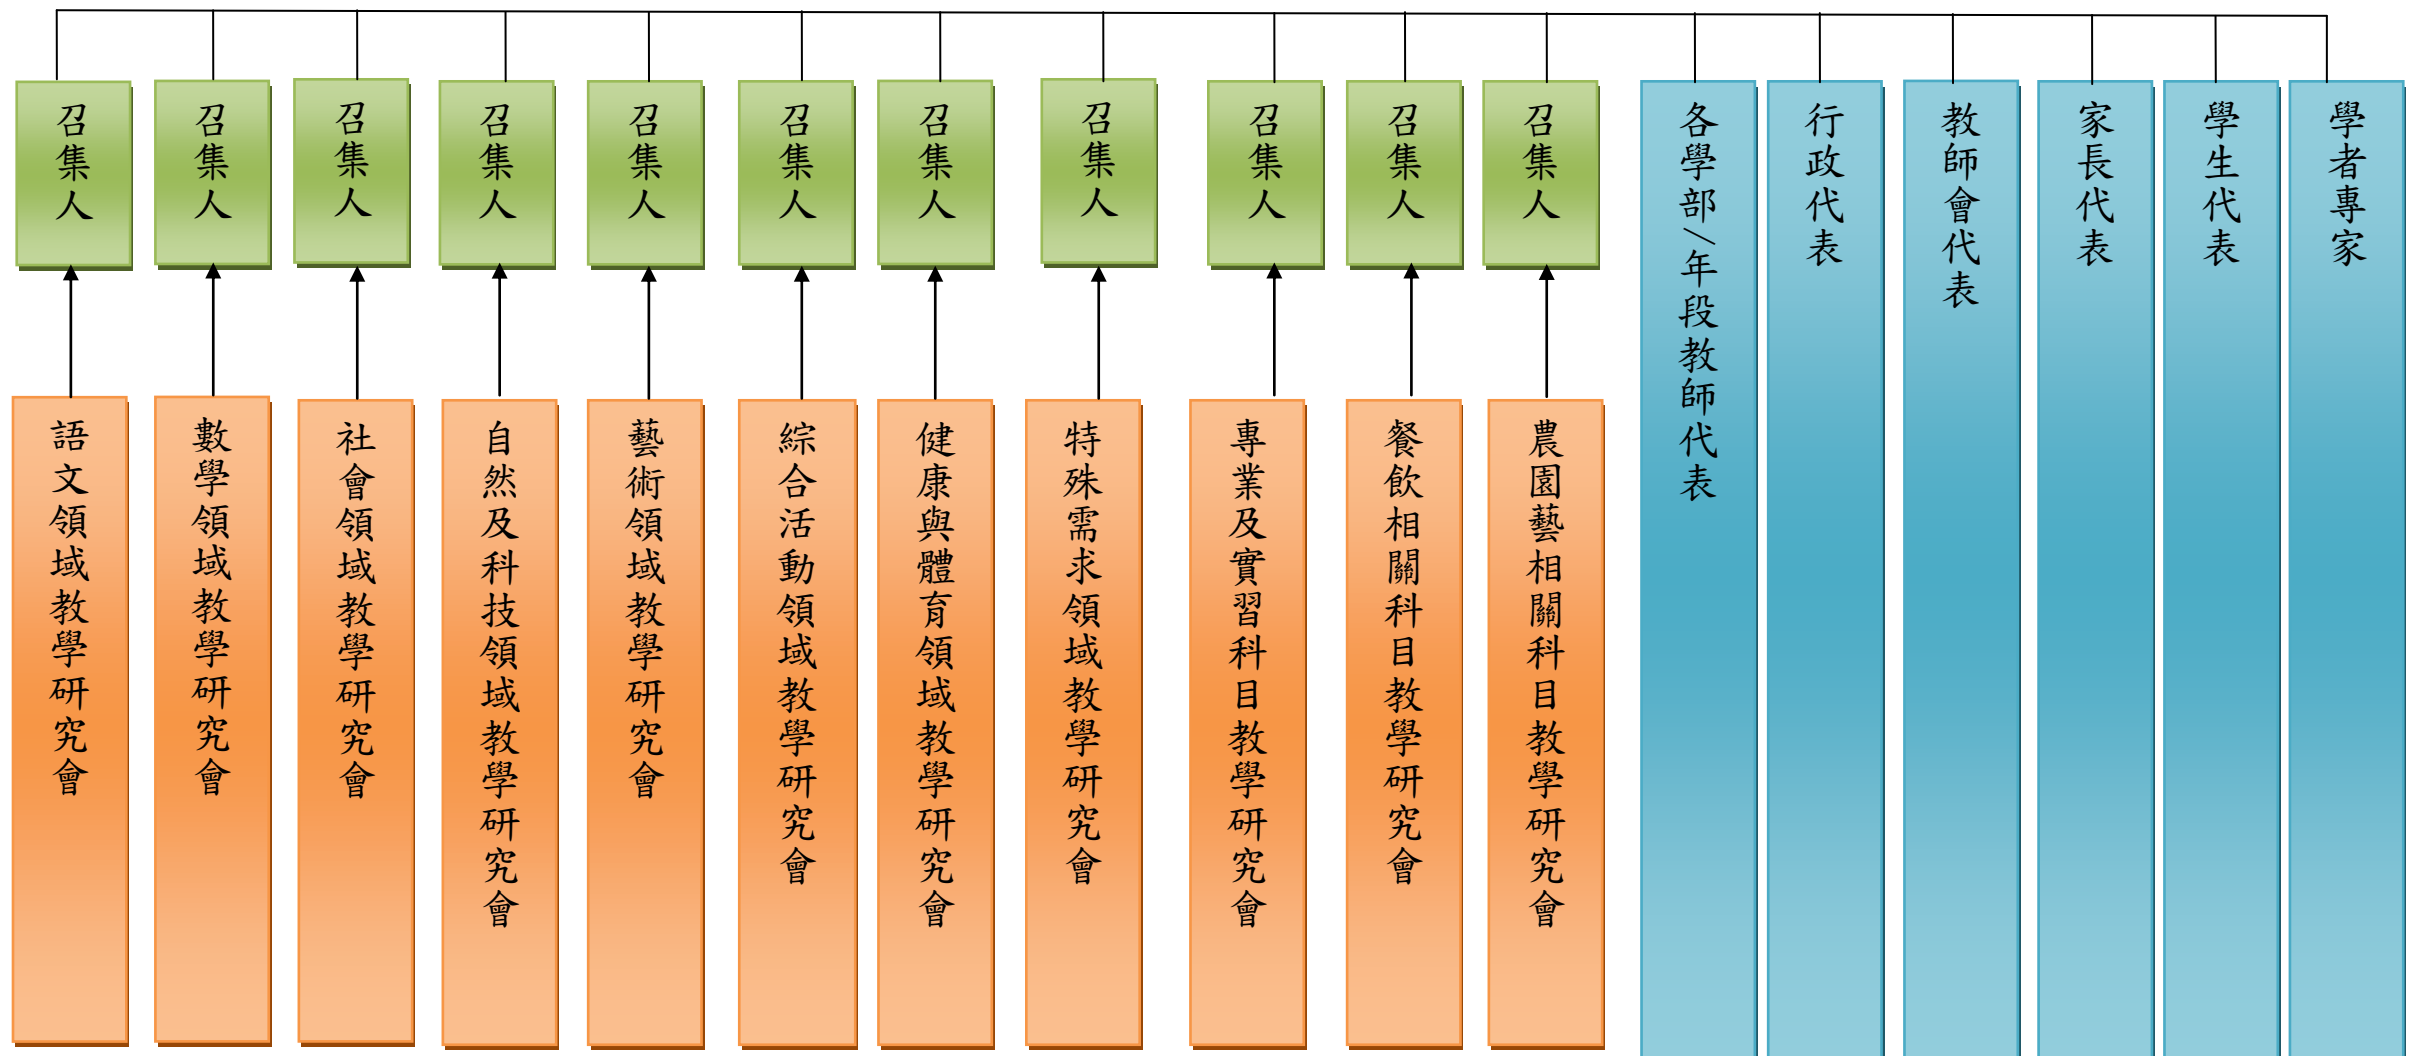 召集人
召集人
召集人
召集人
召集人
召集人
召集人
召集人
召集人
召集人
召集人
各學部/年段教師代表
行政代表
教師會代表
家長代表
學生代表
學者專家
語文領域教學研究會
數學領域教學研究會
社會領域教學研究會
自然及科技領域教學研究會
藝術領域教學研究會
綜合活動領域教學研究會
健康與體育領域教學研究會
特殊需求領域教學研究會
專業及實習科目教學研究會
餐飲相關科目教學研究會
農園藝相關科目教學研究會